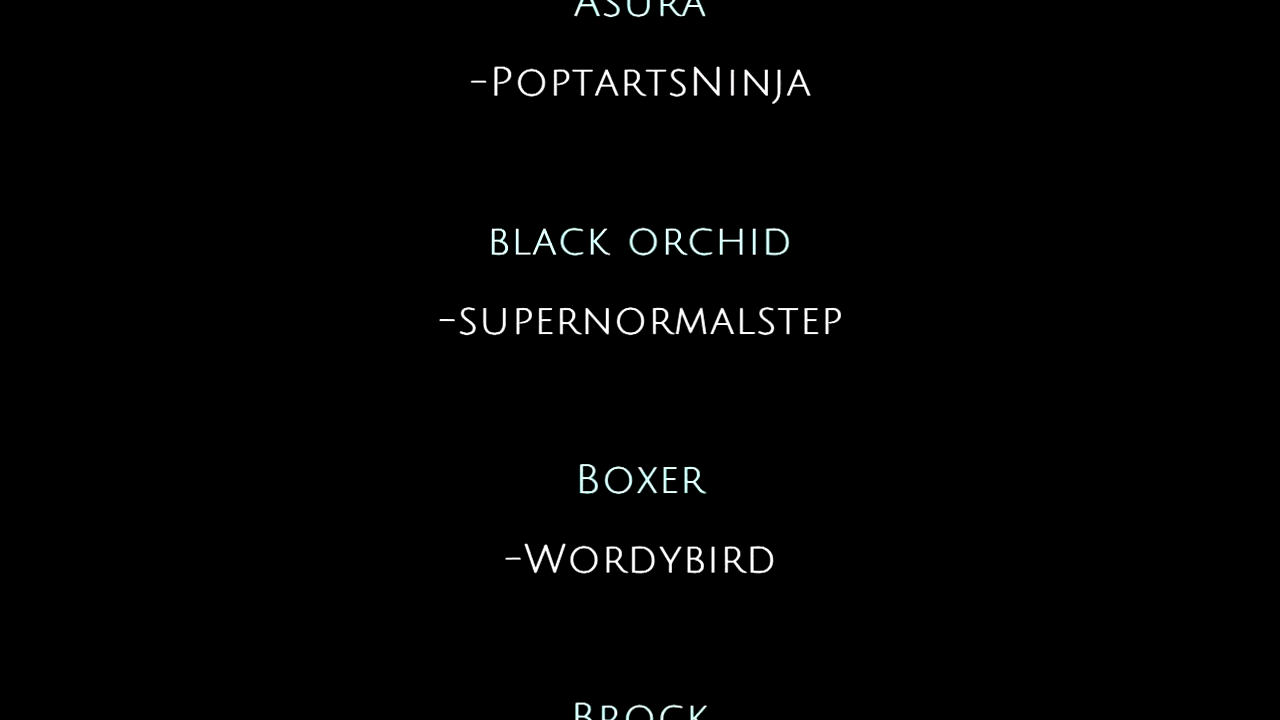 Asura
-PoptartsNinja
black orchid
-supernormalstep
Boxer
-Wordybird
Brock